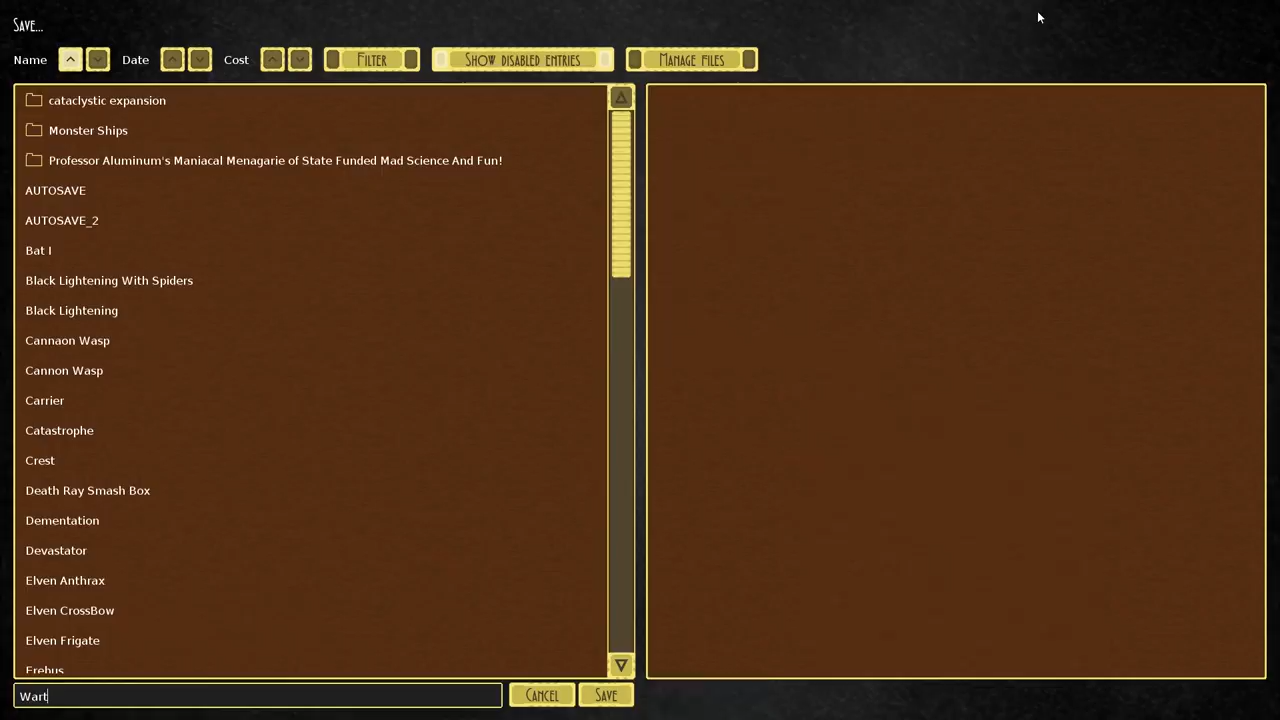 Save...
Name Date Cost Filter Show disabled entries Manage files
cataclystic expansion
Monster Ships
Professor Aluminum's Maniacal Menagarie of State Funded Mad Science And Fun!
AUTOSAVE
AUTOSAVE_2
Bat I
Black Lightening With Spiders
Black Lightening
Cannaon Wasp
Cannon Wasp
Carrier
Catastrophe
Crest
Death Ray Smash Box
Dementation
Devastator
Elven Anthrax
Elven CrossBow
Elven Frigate
Erebus
Wart Cancel Save